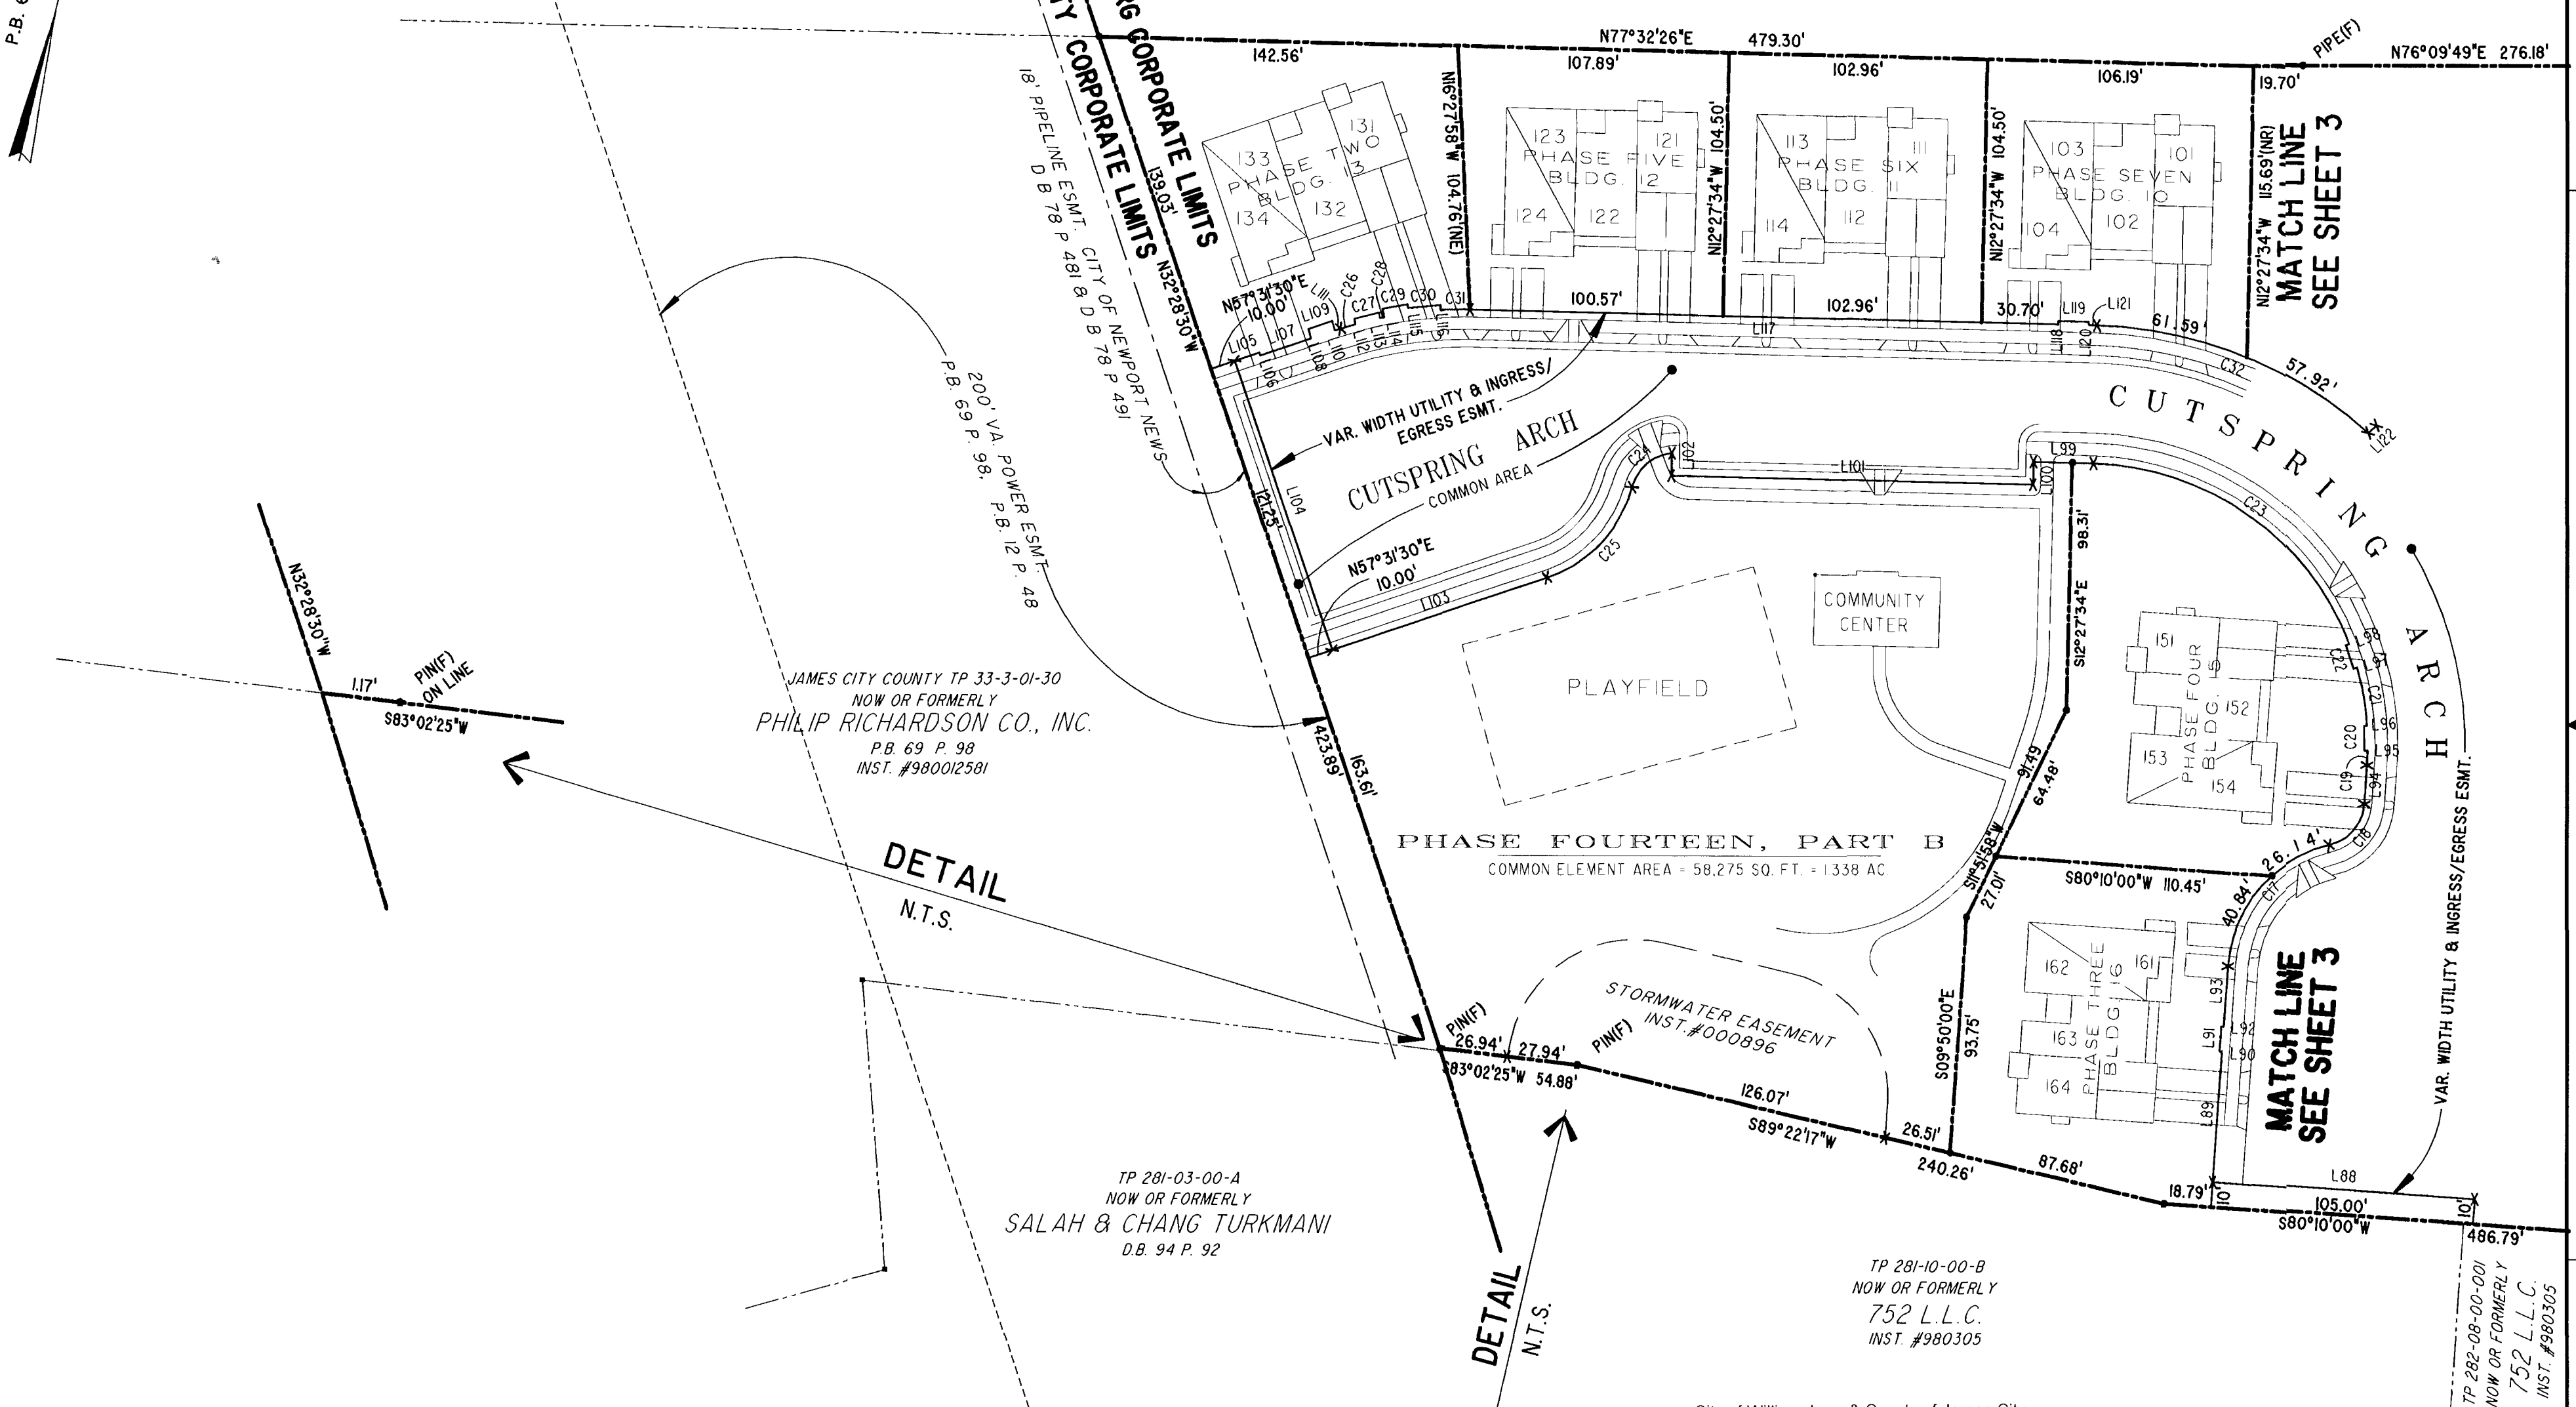 N77°32'26"E 479.30'
PIPE(F)
N76°09'49"E 276.18'
142.56'
107.89'
102.96'
106.19'
19.70'
CORPORATE LIMITS
CORPORATE LIMITS
18' PIPELINE ESMT. CITY OF NEWPORT NEWS
D B 78 P 481 & D B 78 P 491
139.03'
N32°28'30"W
N16°27'58"W 104.76'(NE)
N12°27'34"W 104.50'
N12°27'34"W 104.50'
N12°27'34"W 115.69'(NR)
MATCH LINE
SEE SHEET 3
131
133
PHASE TWO
BLDG. 13
134
132
123
121
PHASE FIVE
BLDG. 12
124
122
113
111
PHASE SIX
BLDG. 11
114
112
103
101
PHASE SEVEN
BLDG. 10
104
102
N57°31'30"E
10.00'
L105
L106
L107
L108
L109
L110
L111
C26
L112
C27
L113
C28
L114
C29
L115
C30
L116
C31
100.57'
L117
102.96'
30.70'
L118
L119
L120
L121
61.59'
C32
57.92'
L122
VAR. WIDTH UTILITY & INGRESS/
EGRESS ESMT.
CUTSPRING ARCH
COMMON AREA
CUTSPRING ARCH
200' VA. POWER ESMT.
P.B. 69 P. 98, P.B. 12 P. 48
121.25'
L104
N57°31'30"E
10.00'
L103
C25
C24
L102
L101
L100
L99
C23
98.31'
S12°27'34"E
PLAYFIELD
COMMUNITY
CENTER
151
PHASE FOUR
BLDG. 15
152
153
154
L98
L97
C22
C21
L96
C20
L95
C19
L94
C18
26.14'
C17
40.84'
N32°28'30"W
1.17'
PIN(F)
ON LINE
S83°02'25"W
JAMES CITY COUNTY TP 33-3-01-30
NOW OR FORMERLY
PHILIP RICHARDSON CO., INC.
P.B. 69 P. 98
INST. #980012581
423.89'
163.61'
91.49
64.48'
S11°51'58"W
27.01'
S80°10'00"W 110.45'
PHASE FOURTEEN, PART B
COMMON ELEMENT AREA = 58,275 SQ. FT. = 1.338 AC.
DETAIL
N.T.S.
STORMWATER EASEMENT
INST.#000896
PIN(F)
26.94'
27.94'
PIN(F)
S83°02'25"W 54.88'
126.07'
S89°22'17"W
26.51'
240.26'
87.68'
S09°50'00"E
93.75'
162
161
PHASE THREE
BLDG 16
163
164
L93
L92
L91
L90
L89
MATCH LINE
SEE SHEET 3
VAR. WIDTH UTILITY & INGRESS/EGRESS ESMT.
L88
18.79'
10'
105.00'
10'
S80°10'00"W
486.79'
TP 281-03-00-A
NOW OR FORMERLY
SALAH & CHANG TURKMANI
D.B. 94 P. 92
DETAIL
N.T.S.
TP 281-10-00-B
NOW OR FORMERLY
752 L.L.C.
INST. #980305
TP 282-08-00-001
NOW OR FORMERLY
752 L.L.C.
INST. #980305